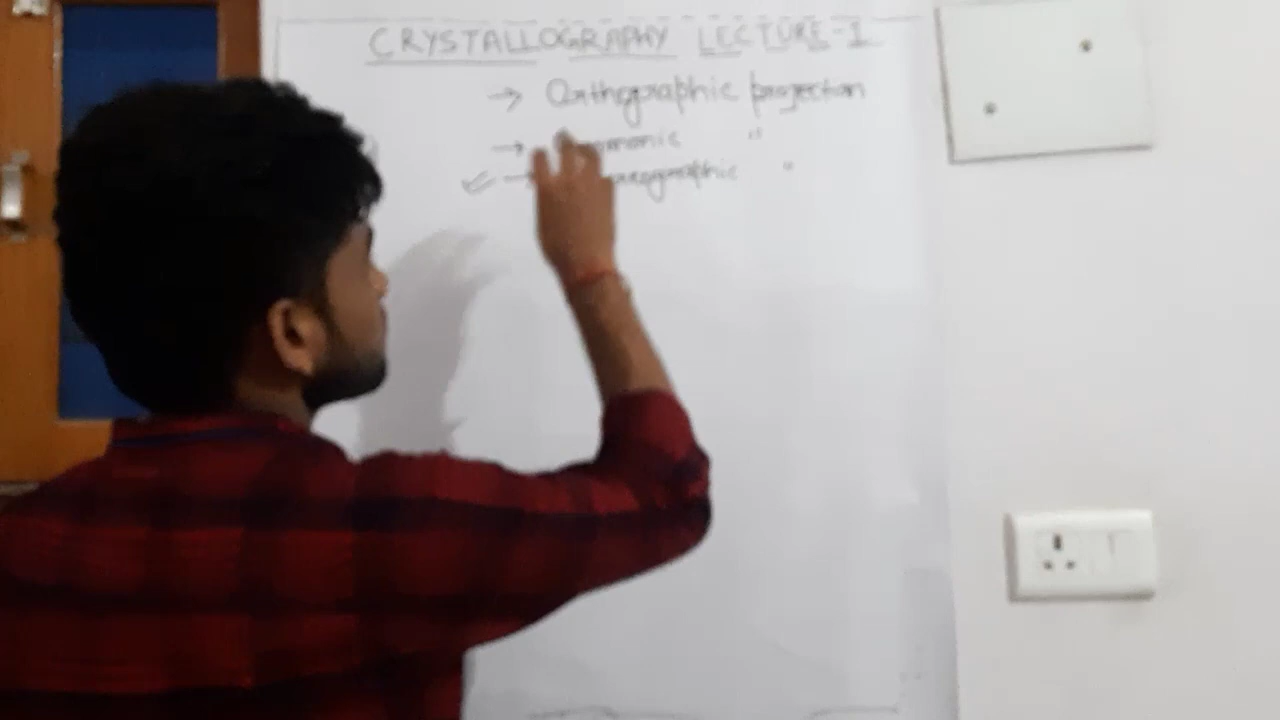 CRYSTALLOGRAPHY LECTURE-1
→ Orthographic projection
→ "
✓ → "